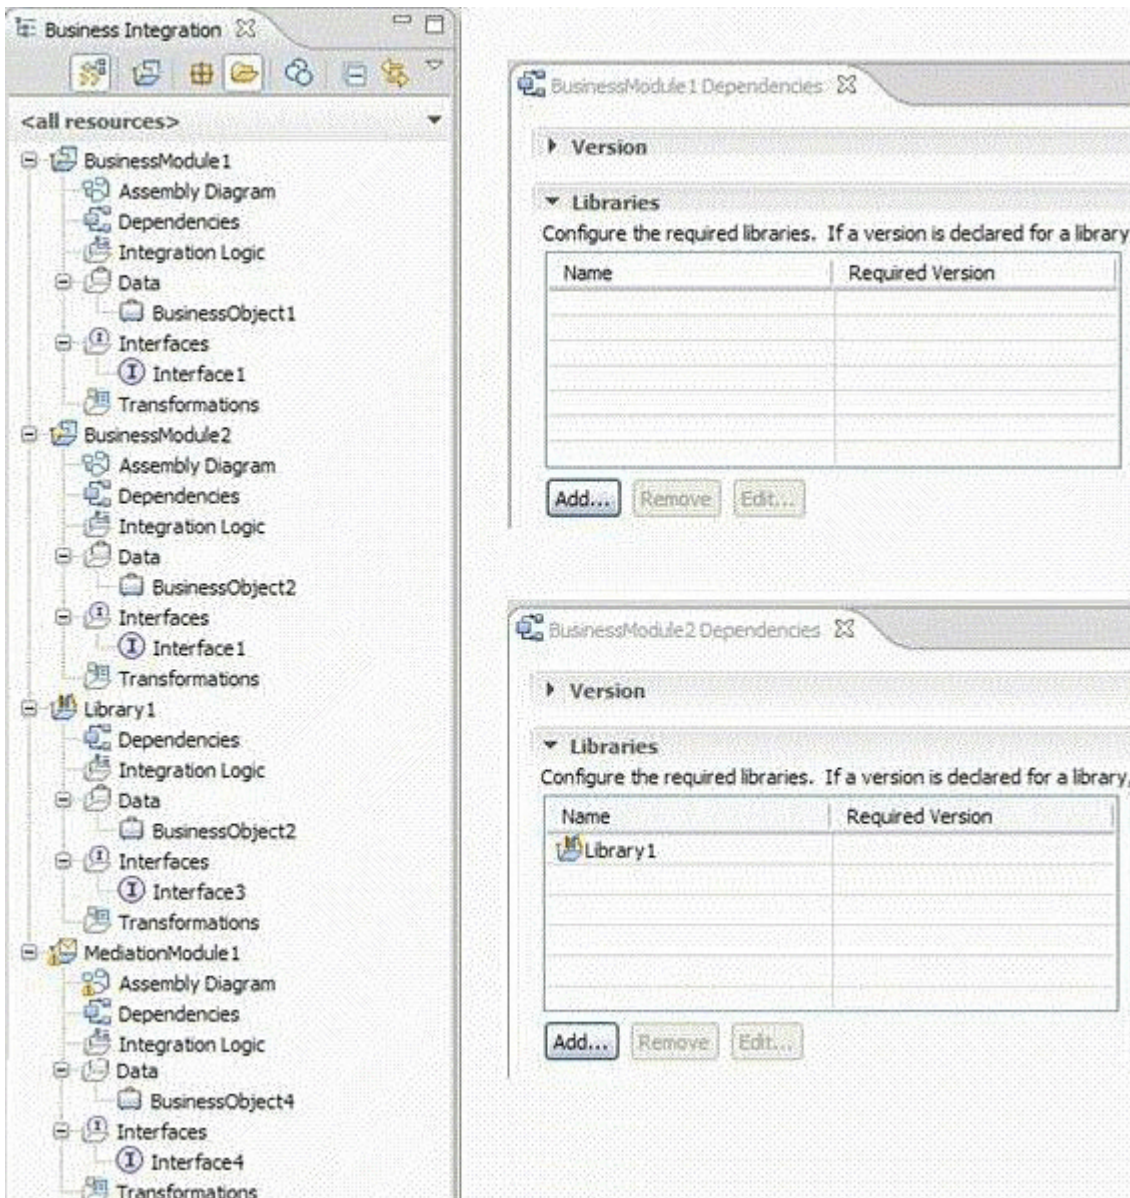 Business Integration
<all resources>
BusinessModule1
Assembly Diagram
Dependencies
Integration Logic
Data
BusinessObject1
Interfaces
Interface1
Transformations
BusinessModule2
Assembly Diagram
Dependencies
Integration Logic
Data
BusinessObject2
Interfaces
Interface1
Transformations
Library1
Dependencies
Integration Logic
Data
BusinessObject2
Interfaces
Interface3
Transformations
MediationModule1
Assembly Diagram
Dependencies
Integration Logic
Data
BusinessObject4
Interfaces
Interface4
Transformations
BusinessModule1 Dependencies
Version
Libraries
Configure the required libraries. If a version is declared for a library
Name Required Version
Add... Remove Edit...
BusinessModule2 Dependencies
Version
Libraries
Configure the required libraries. If a version is declared for a library,
Name Required Version
Library1
Add... Remove Edit...